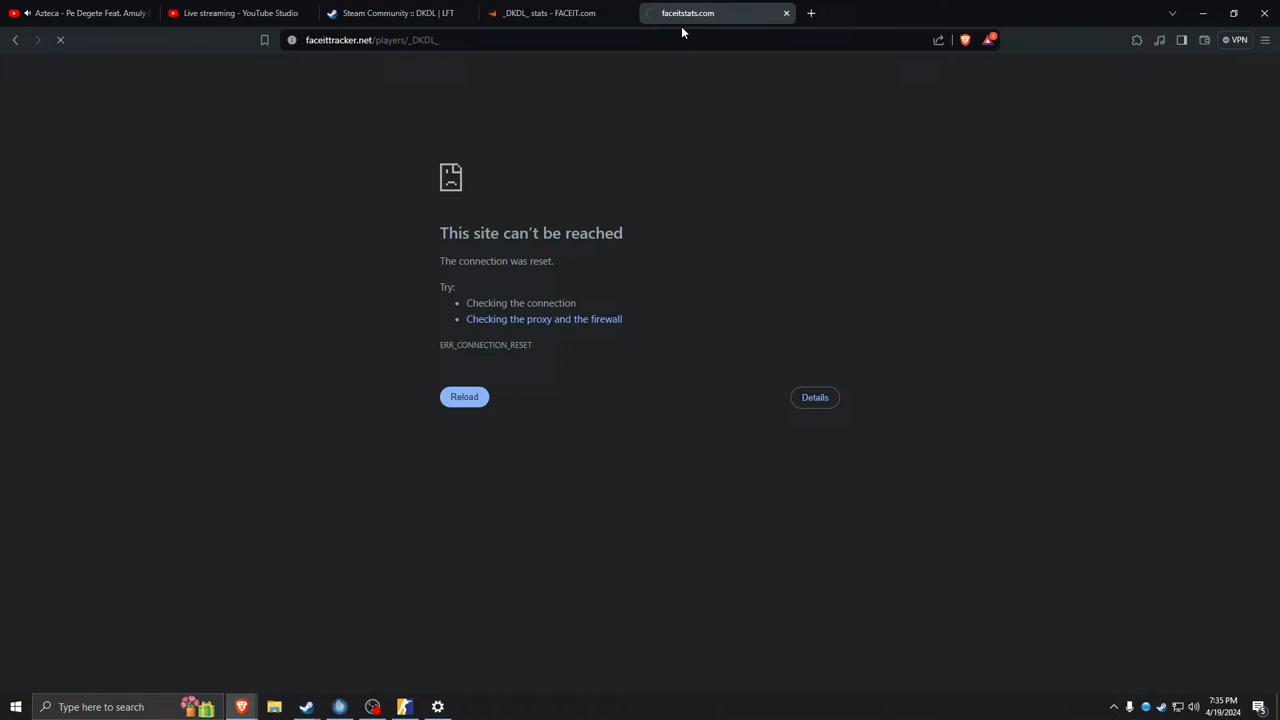 Azteca - Pe Degete Feat. Amuly
Live streaming - YouTube Studio
Steam Community :: DKDL | LFT
_DKDL_ stats - FACEIT.com
faceitstats.com
faceittracker.net/players/_DKDL_
VPN
This site can't be reached
The connection was reset.
Try:
• Checking the connection
• Checking the proxy and the firewall
ERR_CONNECTION_RESET
Reload
Details
Type here to search
7:35 PM
4/19/2024